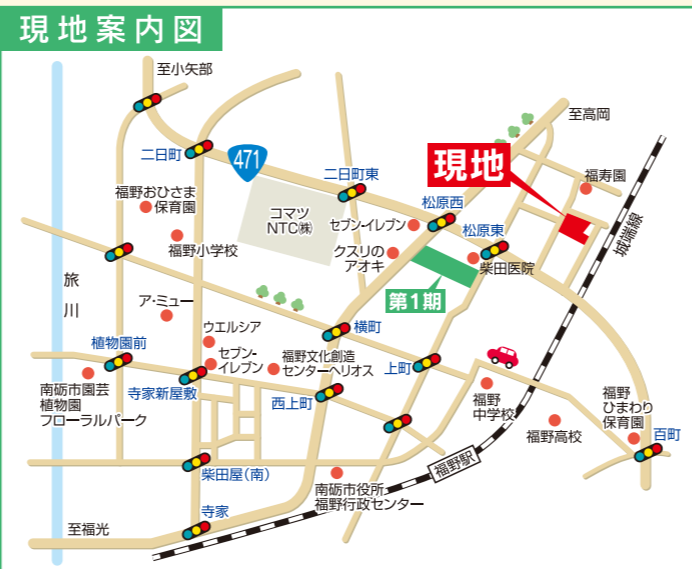 現地案内図
至小矢部
二日町
471
二日町東
至高岡
現地
福寿園
城端線
福野おひさま
保育園
コマツ
NTC㈱
松原西
セブン-イレブン
松原東
福野小学校
クスリの
アオキ
柴田医院
旅川
第1期
ア・ミュー
植物園前
ウエルシア
セブン-
イレブン
横町
福野文化創造
センターヘリオス
上町
南砺市園芸
植物園
フローラルパーク
寺家新屋敷
西上町
福野
中学校
福野
ひまわり
保育園
福野高校
百町
柴田屋(南)
福野駅
南砺市役所
福野行政センター
寺家
至福光